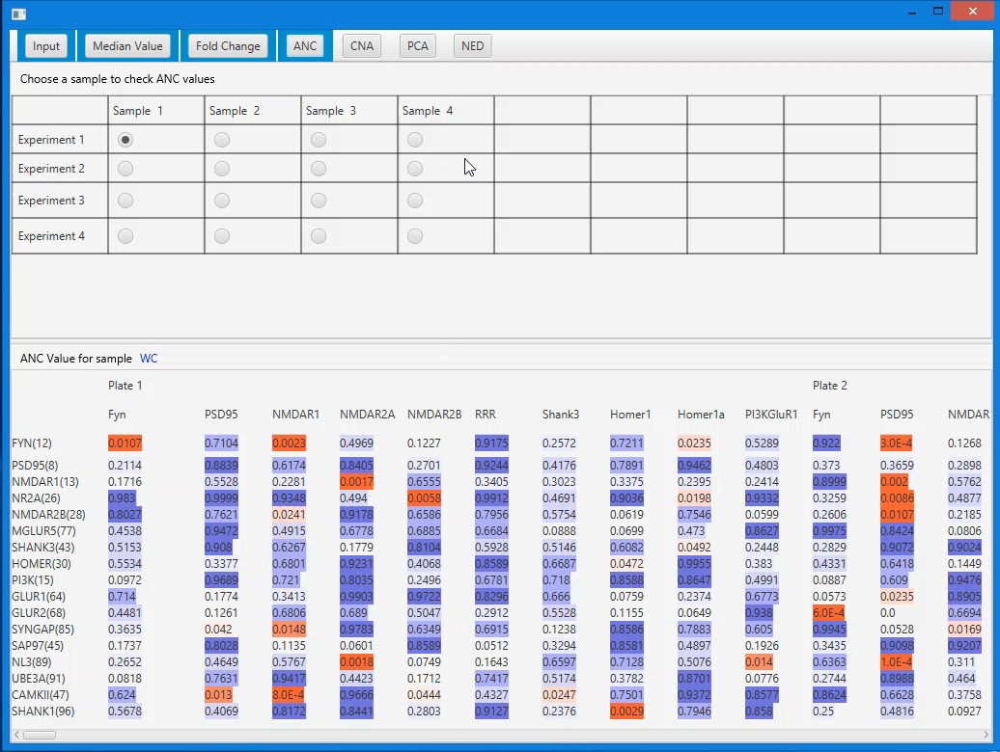 Input Median Value Fold Change ANC CNA PCA NED
Choose a sample to check ANC values
Sample 1 Sample 2 Sample 3 Sample 4
Experiment 1
Experiment 2
Experiment 3
Experiment 4
ANC Value for sample WC
Plate 1 Plate 2
Fyn PSD95 NMDAR1 NMDAR2A NMDAR2B RRR Shank3 Homer1 Homer1a PI3KGluR1 Fyn PSD95 NMDAR
FYN(12) 0.0107 0.7104 0.0023 0.4969 0.1227 0.9175 0.2572 0.7211 0.0235 0.5289 0.922 3.0E-4 0.1268
PSD95(8) 0.2114 0.8839 0.6174 0.8405 0.2701 0.9244 0.4176 0.7891 0.9462 0.4803 0.373 0.3659 0.2898
NMDAR1(13) 0.1716 0.5528 0.2281 0.0017 0.6555 0.3405 0.3023 0.3375 0.2395 0.2414 0.8999 0.002 0.5762
NR2A(26) 0.983 0.9999 0.9348 0.494 0.0058 0.9912 0.4691 0.9036 0.0198 0.9332 0.3259 0.0086 0.4877
NMDAR2B(28) 0.8027 0.7621 0.0241 0.9178 0.6586 0.7956 0.5754 0.0619 0.7546 0.0599 0.2606 0.0107 0.2185
MGLUR5(77) 0.4538 0.9472 0.4915 0.6778 0.6885 0.6684 0.0888 0.0699 0.473 0.8627 0.9975 0.8424 0.0806
SHANK3(43) 0.5153 0.908 0.6267 0.1779 0.8104 0.5928 0.5146 0.6082 0.0492 0.2448 0.2829 0.9072 0.9024
HOMER(30) 0.5534 0.3377 0.6801 0.9231 0.4068 0.8589 0.6687 0.0472 0.9955 0.383 0.4331 0.6418 0.1449
PI3K(15) 0.0972 0.9689 0.721 0.8035 0.2496 0.6781 0.718 0.8588 0.8647 0.4991 0.0887 0.609 0.9476
GLUR1(64) 0.714 0.1774 0.3413 0.9903 0.9722 0.8296 0.666 0.0759 0.2374 0.6773 0.0573 0.0235 0.8905
GLUR2(68) 0.4481 0.1261 0.6806 0.689 0.5047 0.2912 0.5528 0.1155 0.0649 0.938 6.0E-4 0.0 0.6694
SYNGAP(85) 0.3635 0.042 0.0148 0.9783 0.6349 0.6915 0.1238 0.8586 0.7883 0.605 0.9945 0.0528 0.0169
SAP97(45) 0.1737 0.8028 0.1135 0.0601 0.8589 0.0512 0.3294 0.8581 0.4897 0.1926 0.3435 0.9098 0.9207
NL3(89) 0.2652 0.4649 0.5767 0.0018 0.0749 0.1643 0.6597 0.7128 0.5076 0.014 0.6363 1.0E-4 0.311
UBE3A(91) 0.0818 0.7631 0.9417 0.4423 0.1712 0.7417 0.5174 0.3782 0.8701 0.0776 0.2744 0.8988 0.464
CAMKII(47) 0.624 0.013 8.0E-4 0.9666 0.0444 0.4327 0.0247 0.7501 0.9372 0.8577 0.8624 0.6628 0.3758
SHANK1(96) 0.5678 0.4069 0.8172 0.8441 0.2803 0.9127 0.2376 0.0029 0.7946 0.858 0.25 0.4816 0.0927